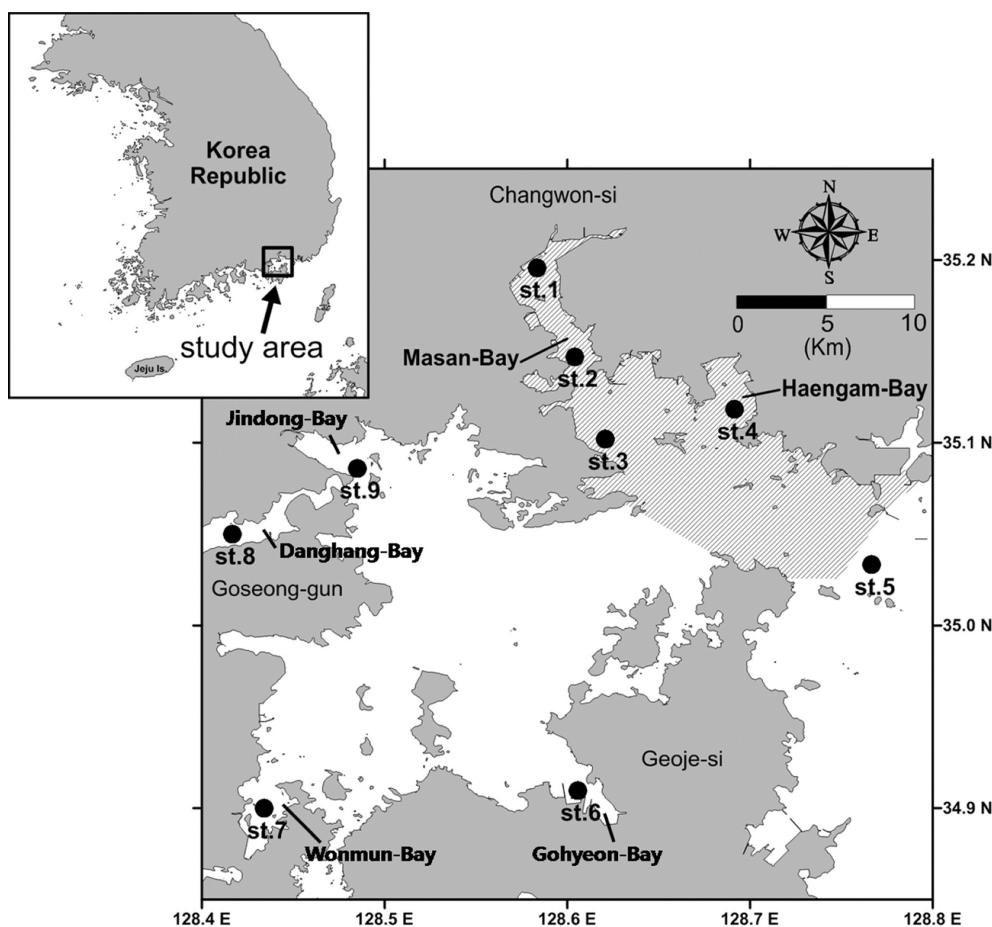 Korea
Republic
study area
Jeju Is.
Changwon-si
N
W
E
S
0
5
10
(Km)
35.2 N
35.1 N
35.0 N
34.9 N
st.1
Masan-Bay
st.2
Haengam-Bay
st.4
st.3
Jindong-Bay
st.9
Danghang-Bay
st.8
Goseong-gun
st.5
Geoje-si
st.6
Gohyeon-Bay
st.7
Wonmun-Bay
128.4 E
128.5 E
128.6 E
128.7 E
128.8 E